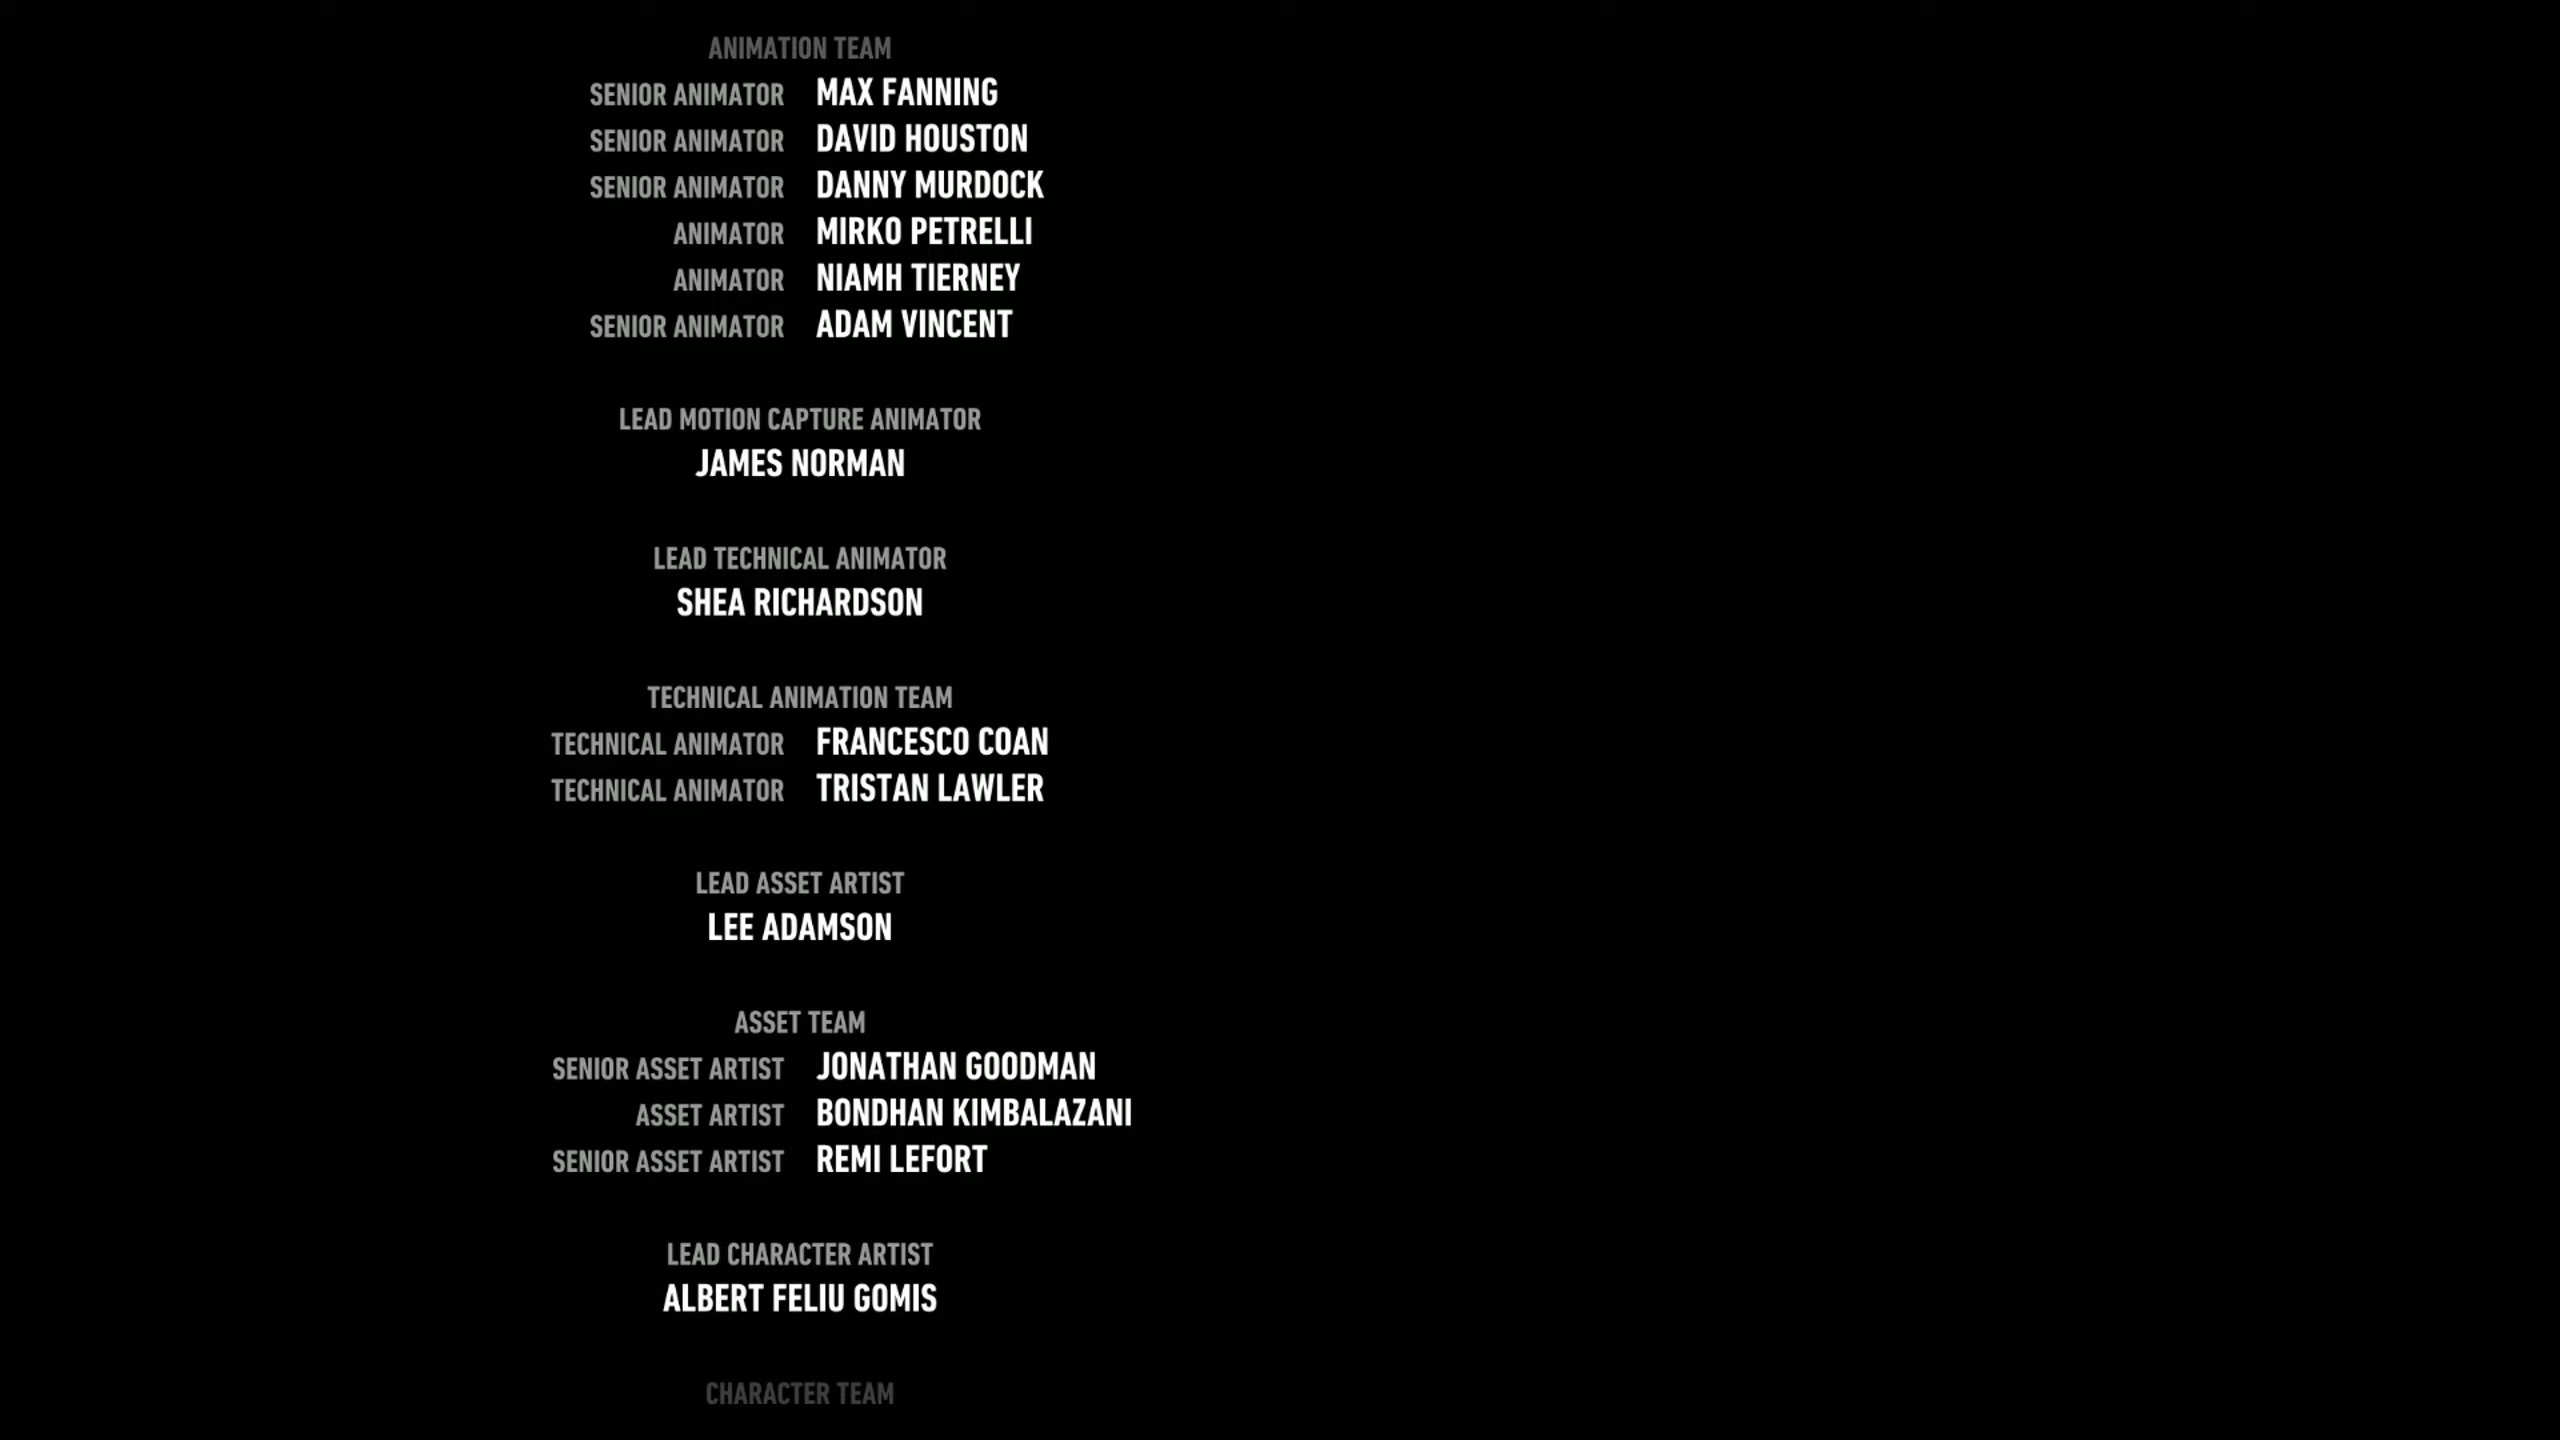 ANIMATION TEAM
SENIOR ANIMATOR MAX FANNING
SENIOR ANIMATOR DAVID HOUSTON
SENIOR ANIMATOR DANNY MURDOCK
ANIMATOR MIRKO PETRELLI
ANIMATOR NIAMH TIERNEY
SENIOR ANIMATOR ADAM VINCENT
LEAD MOTION CAPTURE ANIMATOR
JAMES NORMAN
LEAD TECHNICAL ANIMATOR
SHEA RICHARDSON
TECHNICAL ANIMATION TEAM
TECHNICAL ANIMATOR FRANCESCO COAN
TECHNICAL ANIMATOR TRISTAN LAWLER
LEAD ASSET ARTIST
LEE ADAMSON
ASSET TEAM
SENIOR ASSET ARTIST JONATHAN GOODMAN
ASSET ARTIST BONDHAN KIMBALAZANI
SENIOR ASSET ARTIST REMI LEFORT
LEAD CHARACTER ARTIST
ALBERT FELIU GOMIS
CHARACTER TEAM